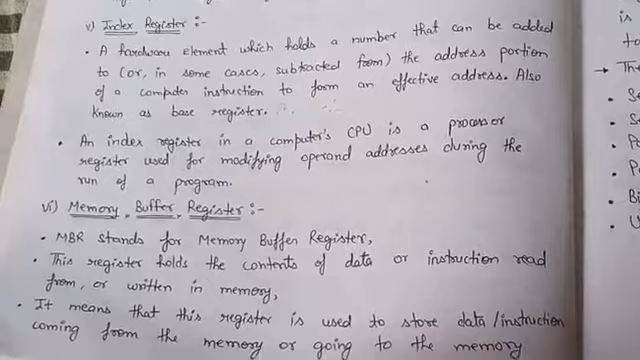 v) Index Register :-
• A hardware element which holds a number that can be added
to (or, in some cases, subtracted from) the address portion
of a computer instruction to form an effective address. Also
known as base register.
• An index register in a computer's CPU is a processor
register used for modifying operand addresses during the
run of a program.
vi) Memory Buffer Register :-
• MBR stands for Memory Buffer Register,
• This register holds the contents of data or instruction read
from, or written in memory,
• It means that this register is used to store data/instruction
coming from the memory or going to the memory
is
→ Th